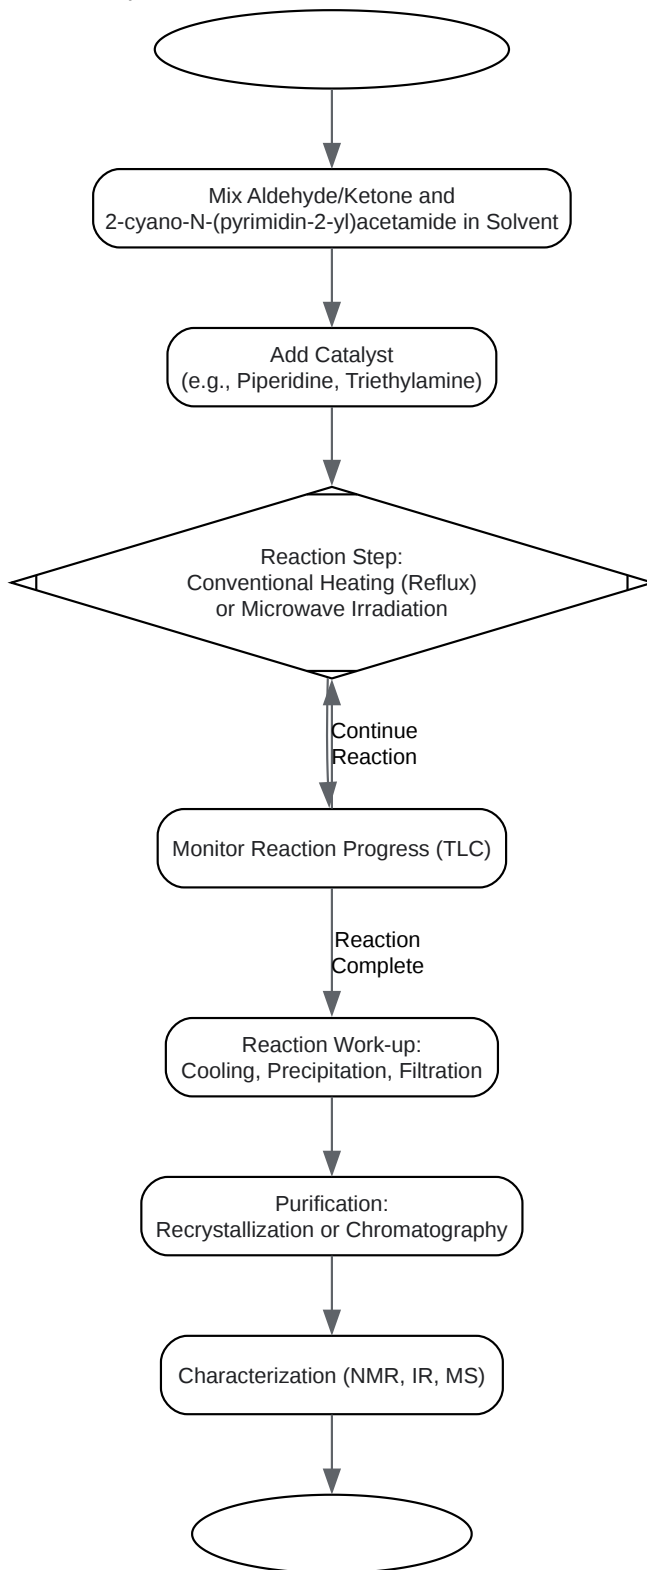 Mix Aldehyde/Ketone and
2-cyano-N-(pyrimidin-2-yl)acetamide in Solvent
Add Catalyst
(e.g., Piperidine, Triethylamine)
Reaction Step:
Conventional Heating (Reflux)
or Microwave Irradiation
Continue
Reaction
Monitor Reaction Progress (TLC)
Reaction
Complete
Reaction Work-up:
Cooling, Precipitation, Filtration
Purification:
Recrystallization or Chromatography
Characterization (NMR, IR, MS)